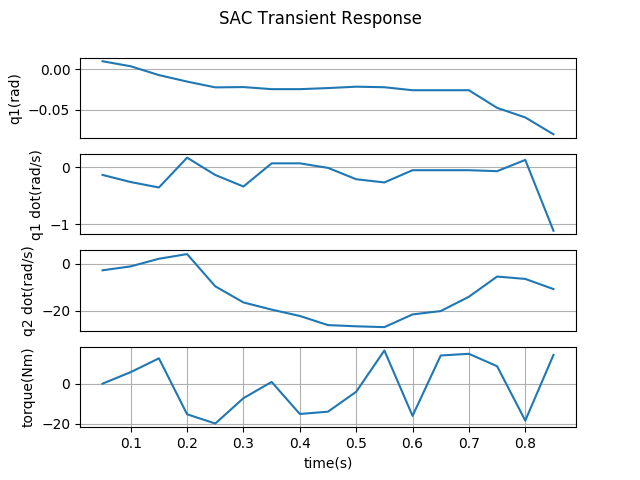 SAC Transient Response
q1(rad)
0.00
−0.05
q1 dot(rad/s)
0
−1
q2 dot(rad/s)
0
−20
torque(Nm)
0
−20
0.1 0.2 0.3 0.4 0.5 0.6 0.7 0.8
time(s)